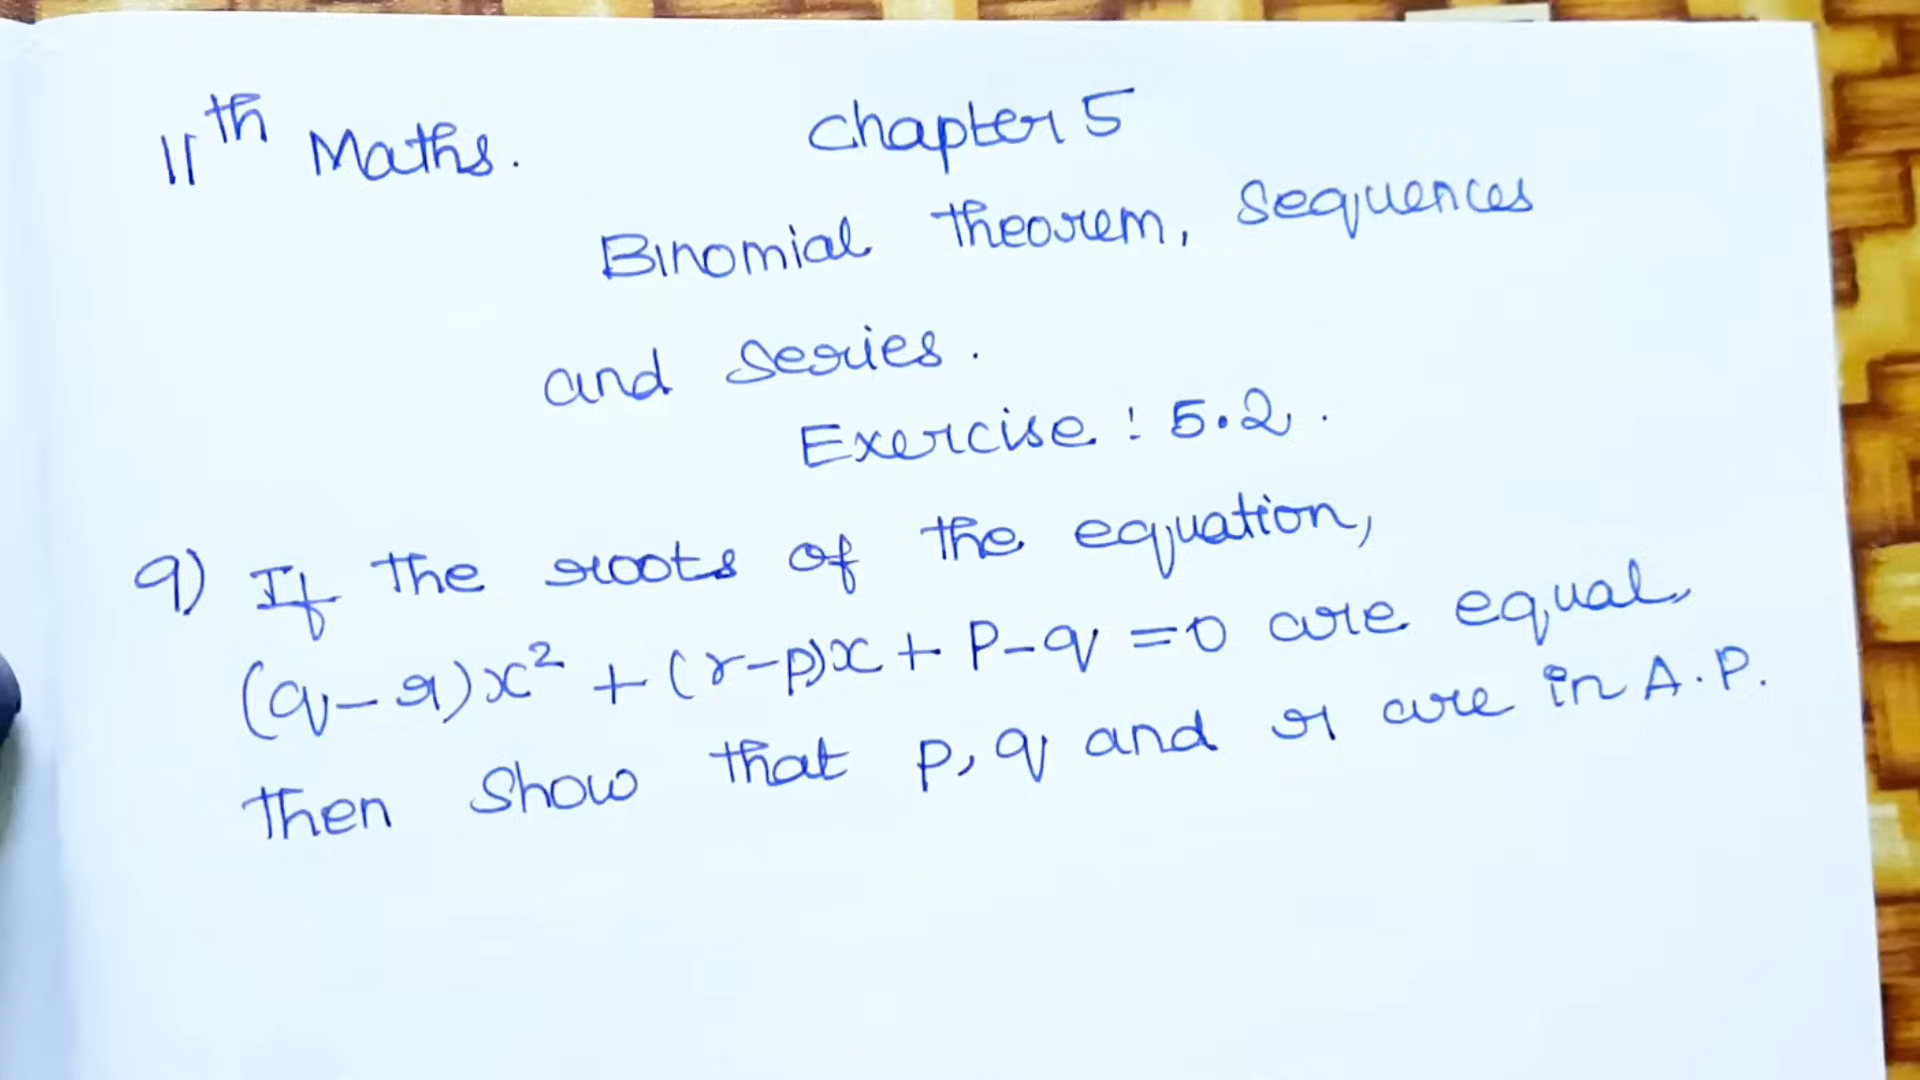 11th Maths. Chapter 5
Binomial theorem, sequences
and series.
Exercise : 5.2.
9) If the roots of the equation,
(q-r)x² + (r-p)x + P-q = 0 are equal
then show that p, q and r are in A.P.